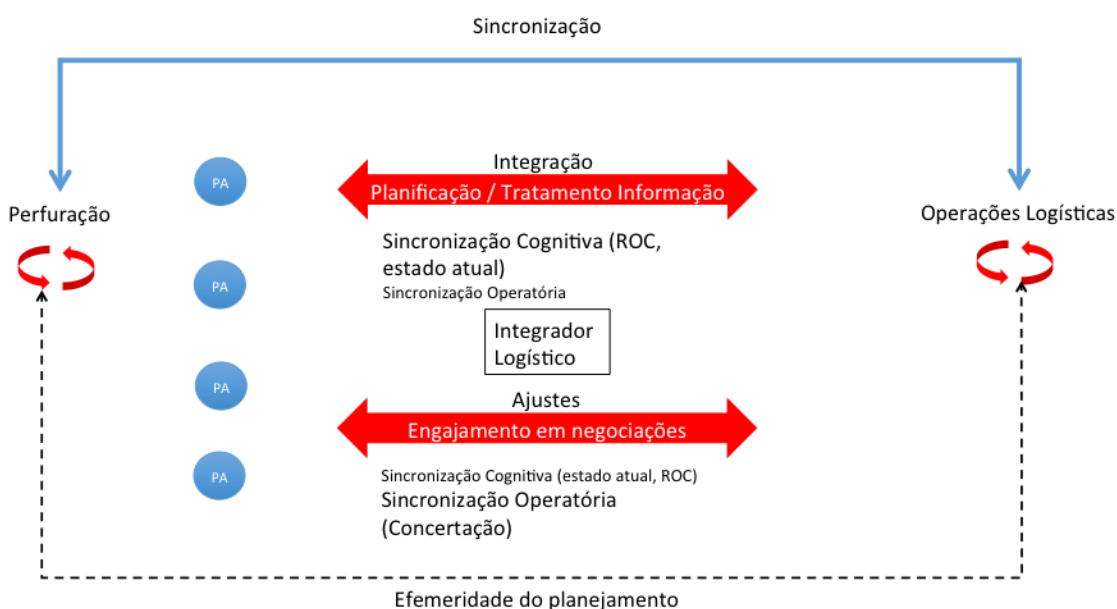 Sincronização
Integração
PA
Planificação / Tratamento Informação
Perfuração
Operações Logísticas
Sincronização Cognitiva (ROC,
estado atual)
PA
Sincronização Operatória
Integrador
Logístico
PA
Ajustes
Engajamento em negociações
PA
Sincronização Cognitiva (estado atual, ROC)
Sincronização Operatória
(Concertação)
Efemeridade do planejamento